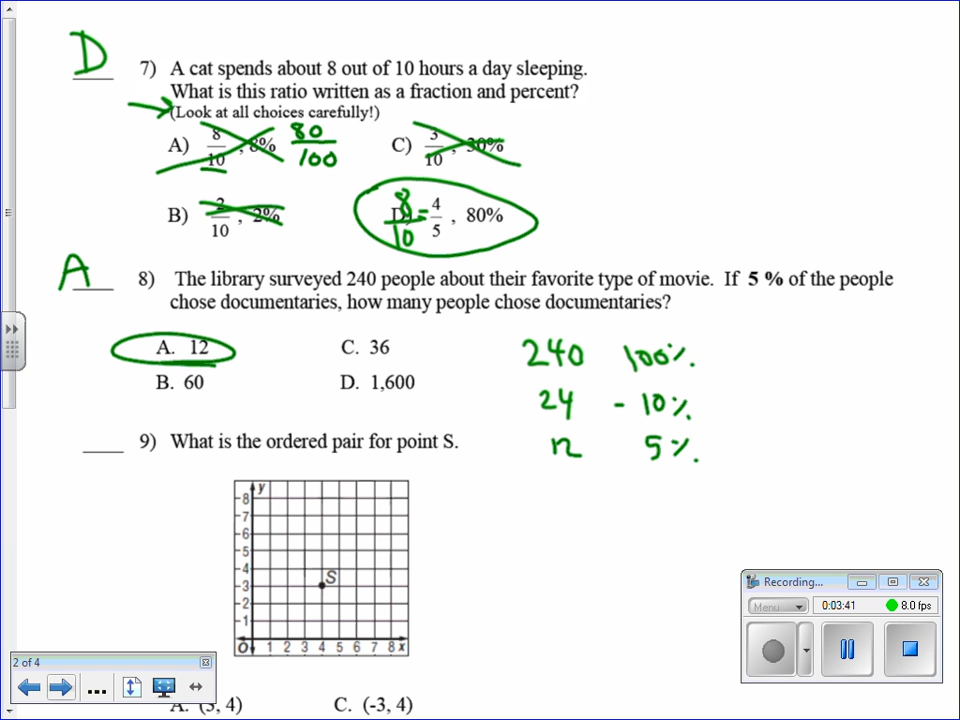 D
7) A cat spends about 8 out of 10 hours a day sleeping.
What is this ratio written as a fraction and percent?
(Look at all choices carefully!)
A) 8/10 , 8% 80/100 C) 3/10 , 30%
B) 2/10 , 2% D) 8/10 = 4/5 , 80%
A
8) The library surveyed 240 people about their favorite type of movie. If 5 % of the people
chose documentaries, how many people chose documentaries?
A. 12 C. 36
B. 60 D. 1,600
240 100%
24 - 10%
12 5%
9) What is the ordered pair for point S.
y
8
7
6
5
4
S
3
2
1
O 1 2 3 4 5 6 7 8 x
A. (3, 4) C. (-3, 4)
2 of 4
Recording...
Menu 0:03:41 8.0 fps